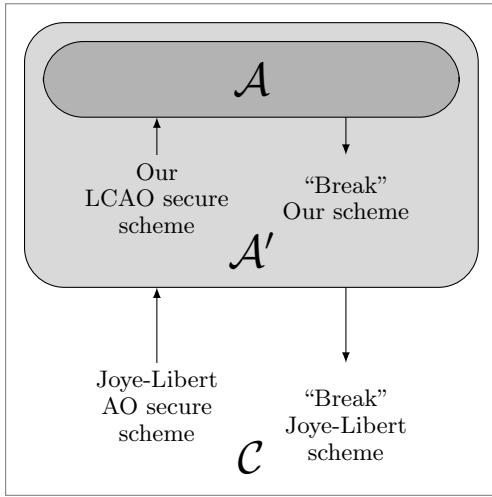 𝒜
Our
LCAO secure
scheme
“Break”
Our scheme
𝒜′
Joye-Libert
AO secure
scheme
“Break”
Joye-Libert
scheme
𝒞